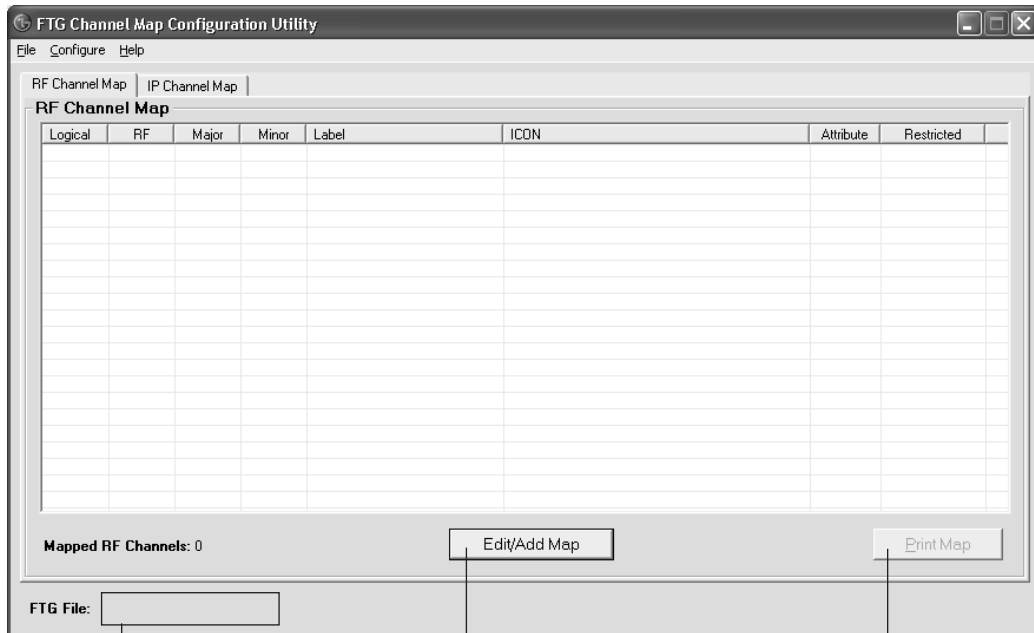 FTG Channel Map Configuration Utility
File Configure Help
RF Channel Map IP Channel Map
RF Channel Map
Logical RF Major Minor Label ICON Attribute Restricted
Mapped RF Channels: 0 Edit/Add Map Print Map
FTG File: